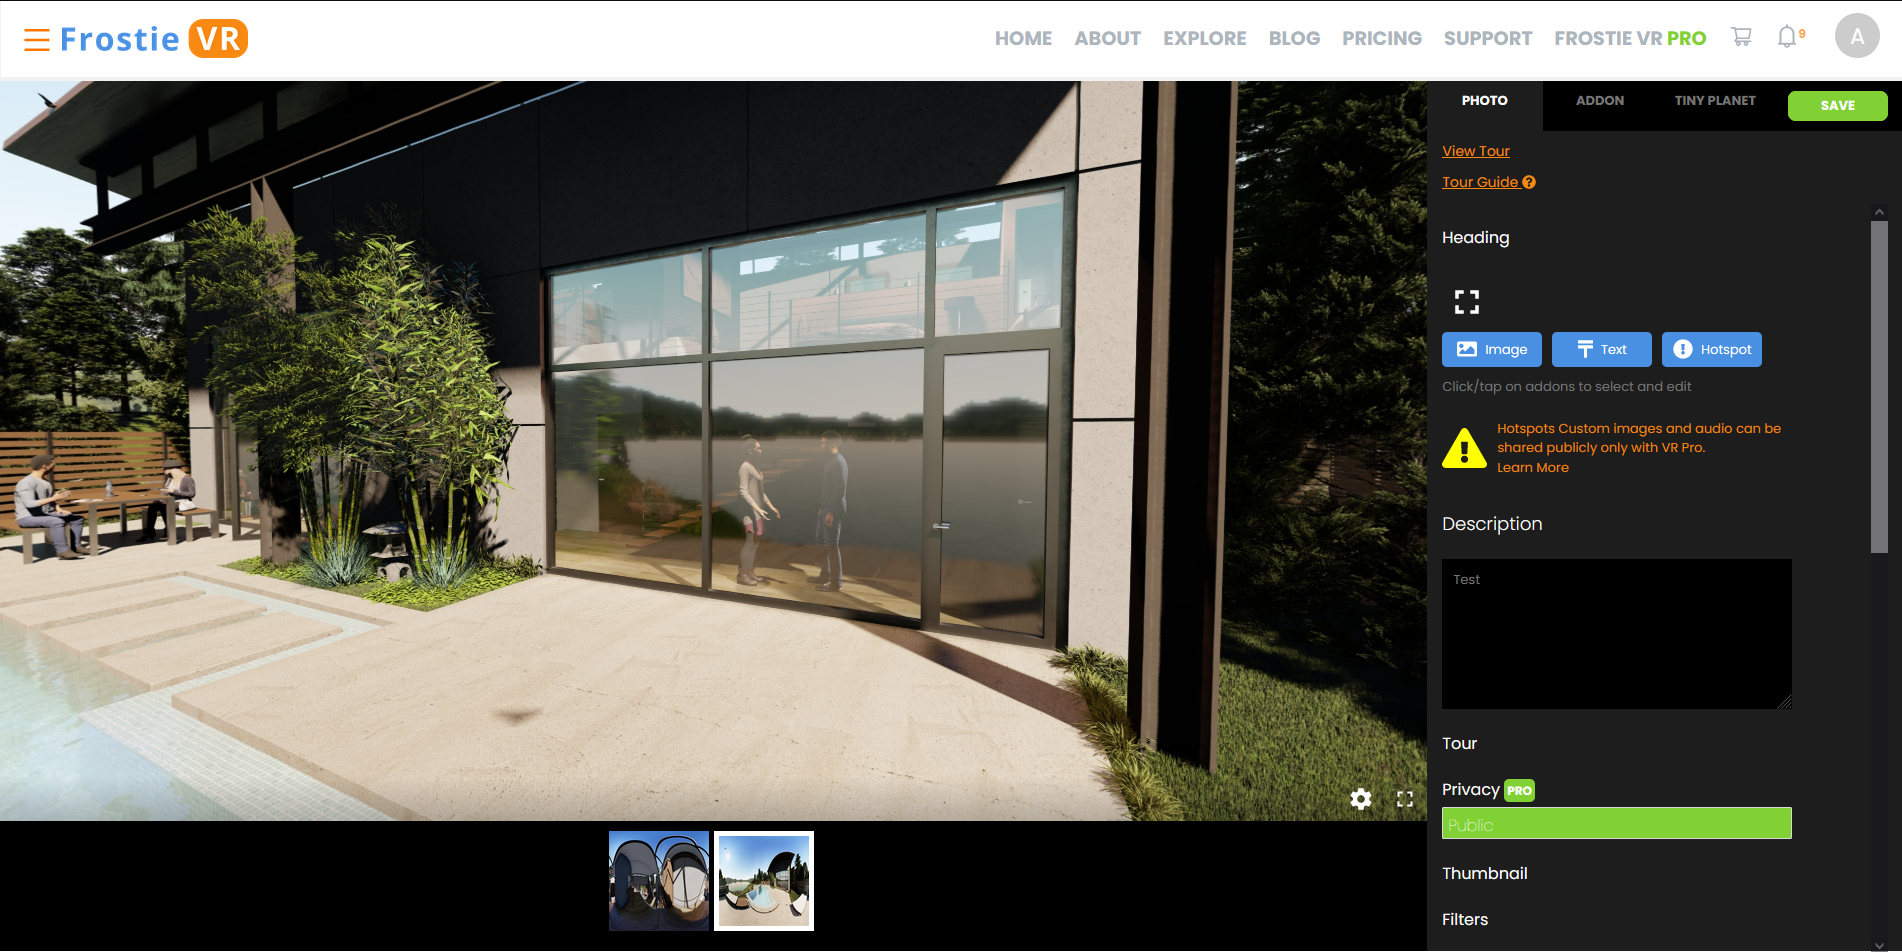 Frostie VR
HOME ABOUT EXPLORE BLOG PRICING SUPPORT FROSTIE VR PRO 9 A
PHOTO ADDON TINY PLANET SAVE
View Tour
Tour Guide ?
Heading
Image Text Hotspot
Click/tap on addons to select and edit
Hotspots Custom images and audio can be
shared publicly only with VR Pro.
Learn More
Description
Test
Tour
Privacy PRO
Public
Thumbnail
Filters